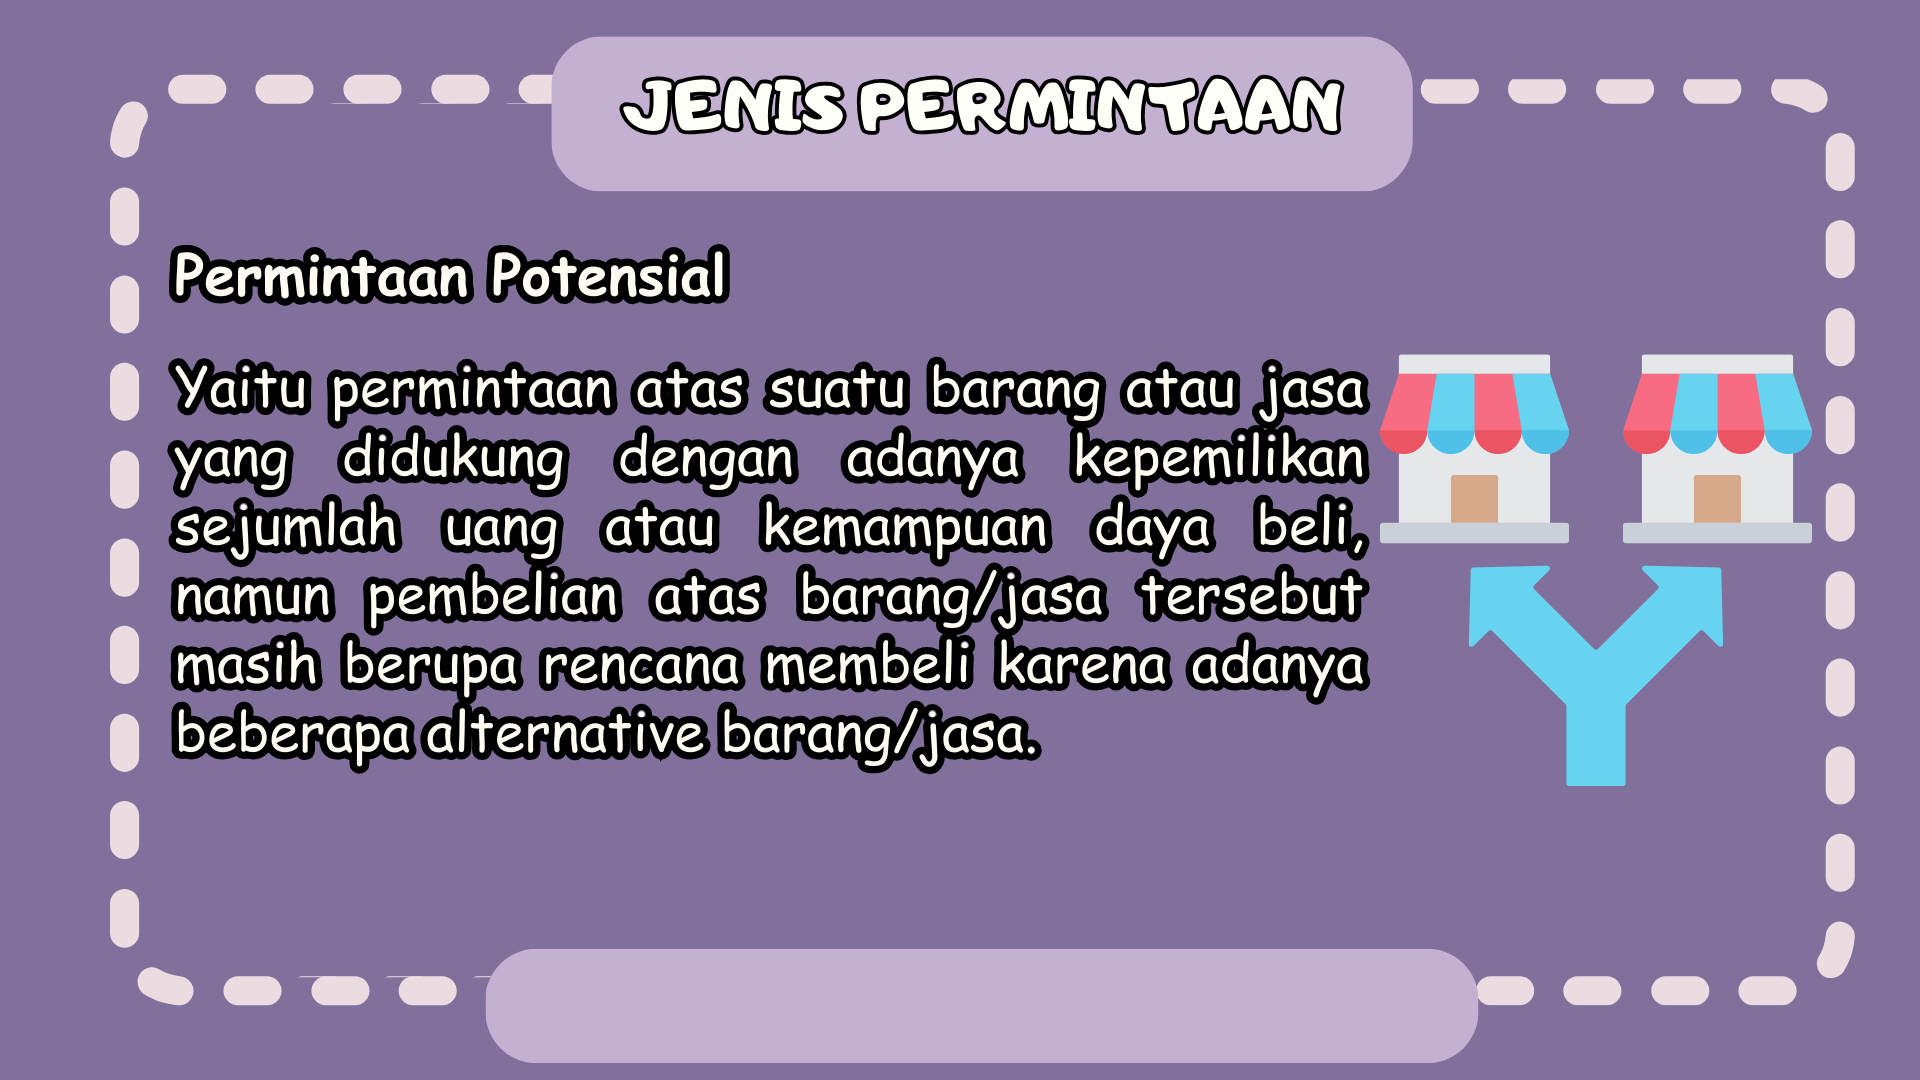 JENIS PERMINTAAN
Permintaan Potensial
Yaitu permintaan atas suatu barang atau jasa
yang didukung dengan adanya kepemilikan
sejumlah uang atau kemampuan daya beli,
namun pembelian atas barang/jasa tersebut
masih berupa rencana membeli karena adanya
beberapa alternative barang/jasa.